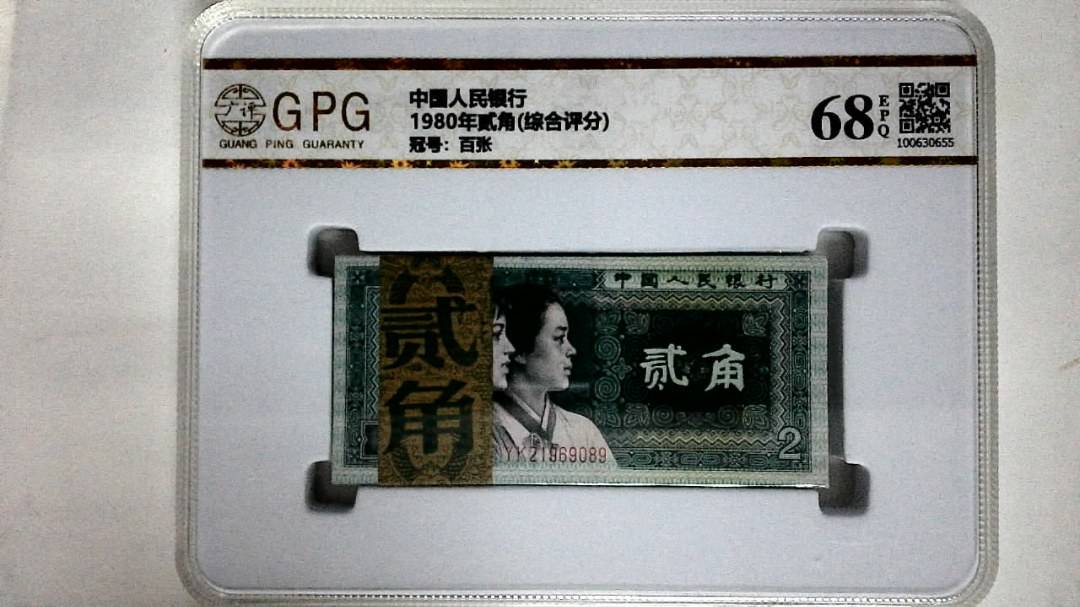 广评
GPG
GUANG PING GUARANTY
中国人民银行
1980年贰角(综合评分)
冠号：百张
68
EPQ
100630655
贰角
中国人民银行
贰角
YK21969089
2